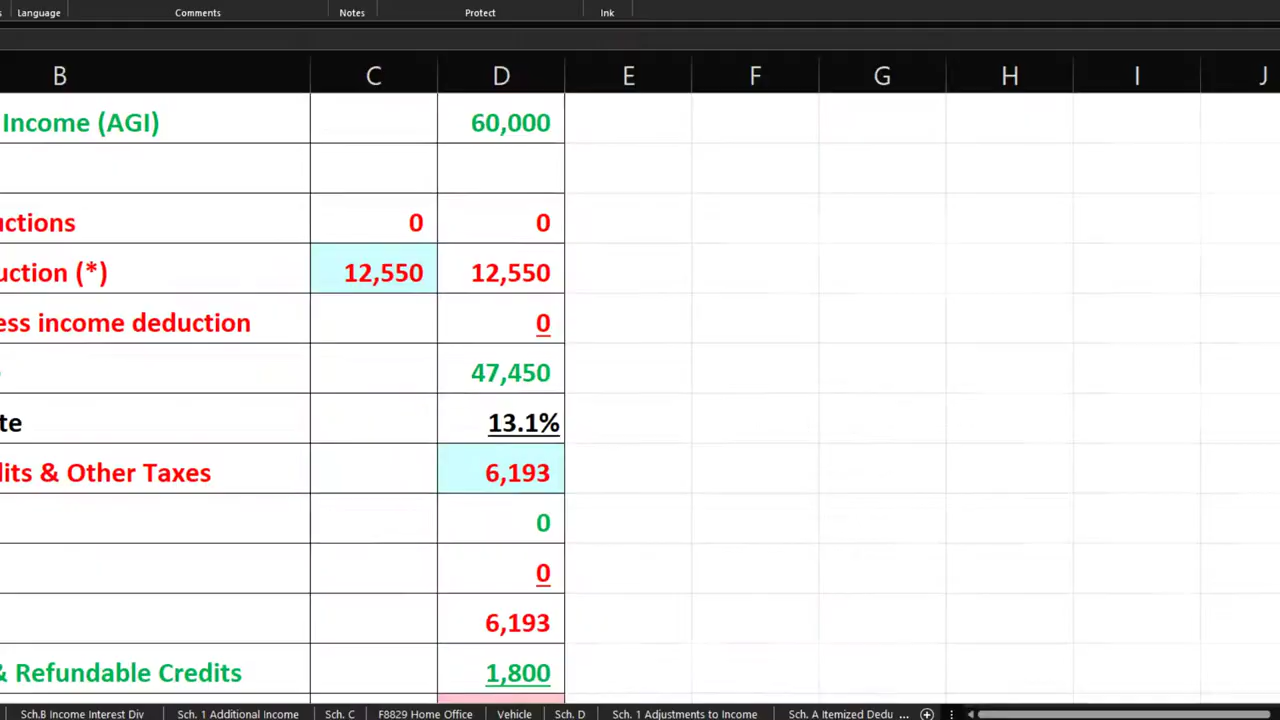 Language Comments Notes Protect Ink
B C D E F G H I J
Income (AGI) 60,000
uctions 0 0
uction (*) 12,550 12,550
ess income deduction 0
47,450
te 13.1%
dits & Other Taxes 6,193
0
0
6,193
& Refundable Credits 1,800
Sch.B Income Interest Div Sch. 1 Additional Income Sch. C F8829 Home Office Vehicle Sch. D Sch. 1 Adjustments to Income Sch. A Itemized Dedu ...